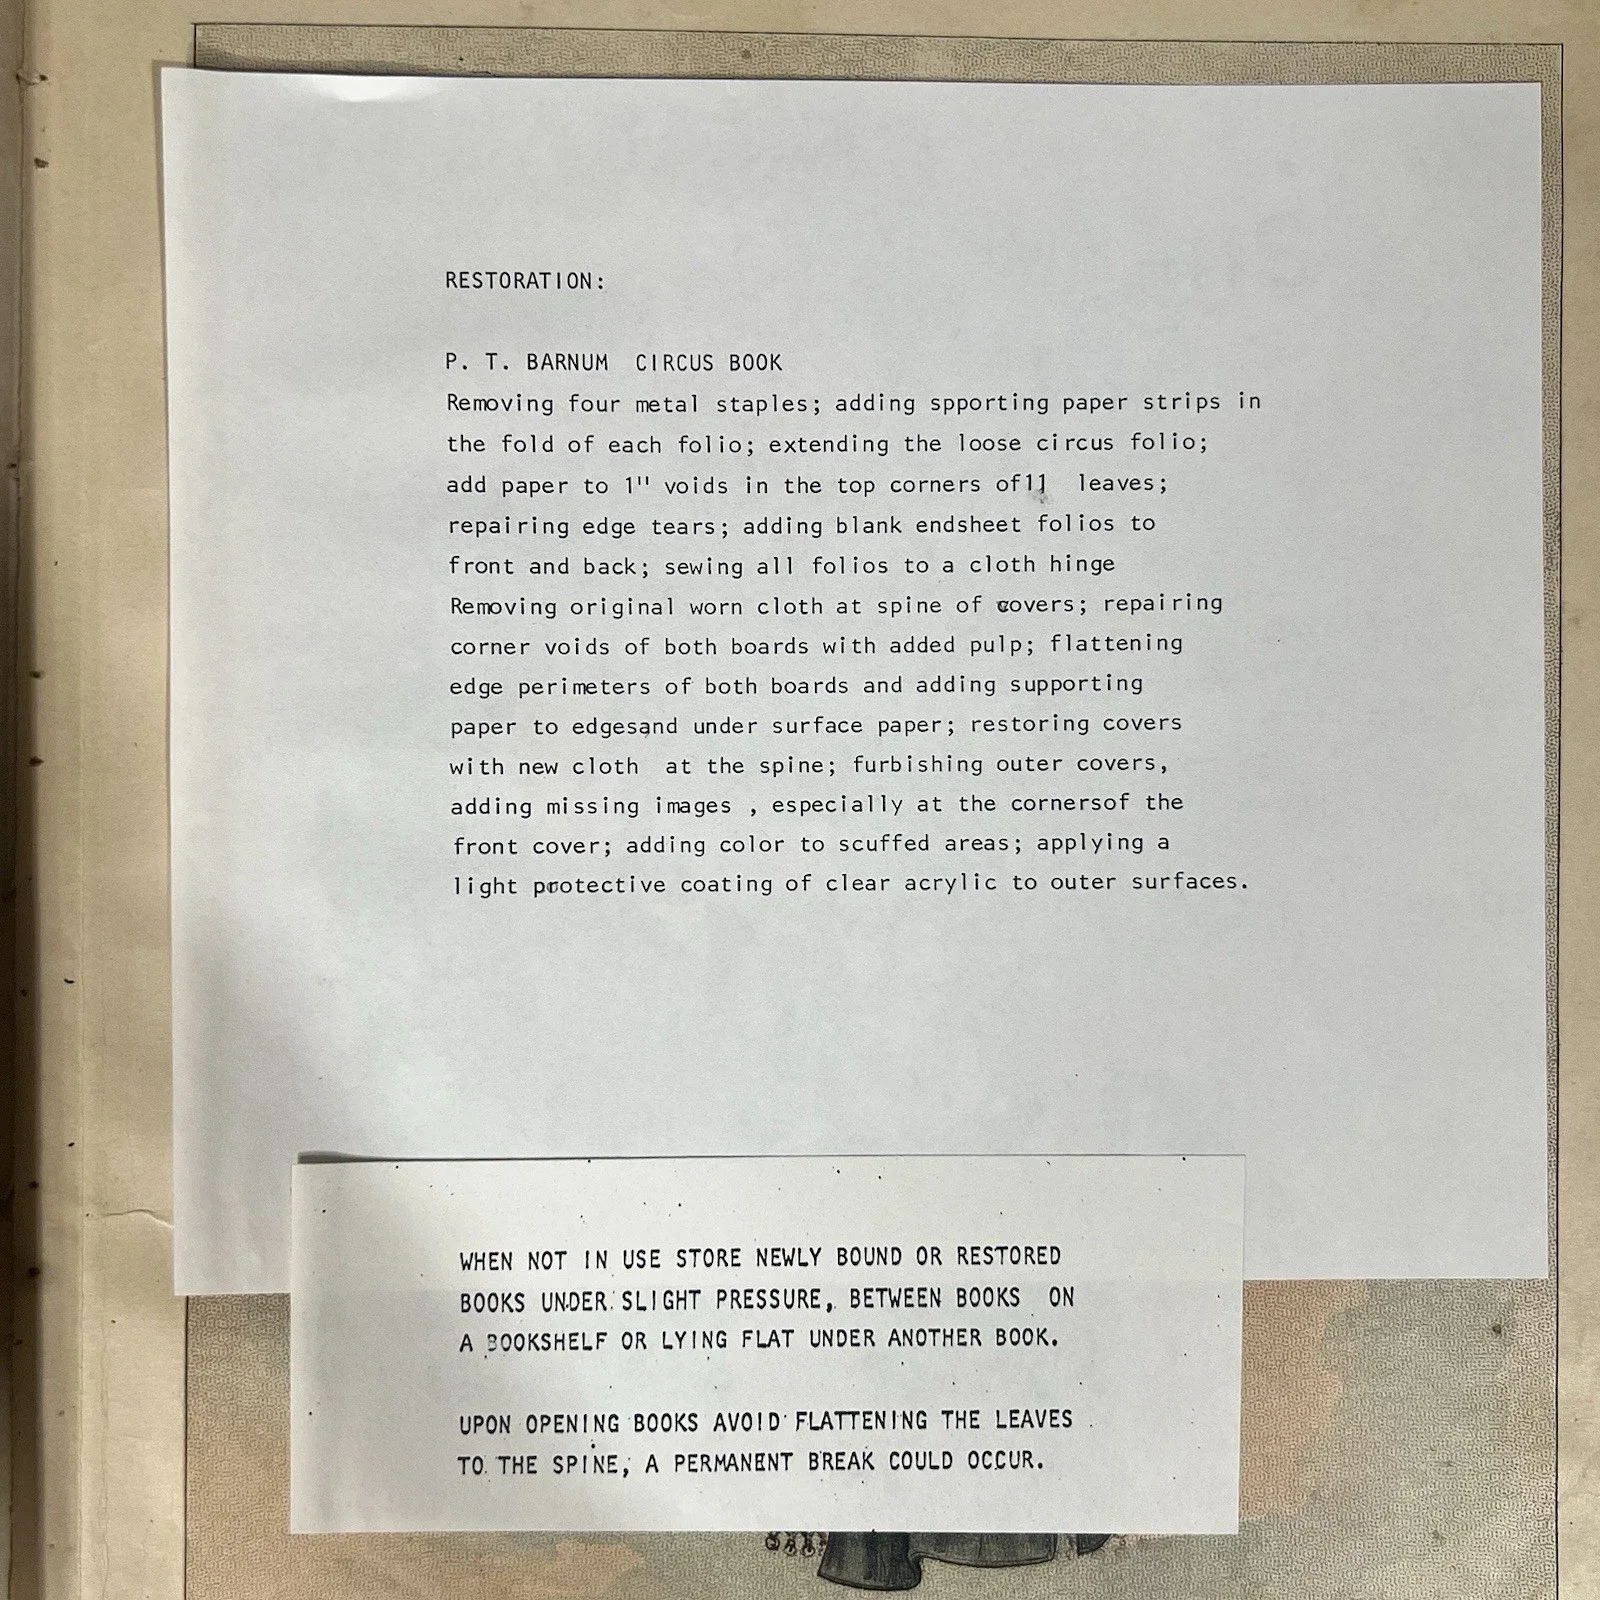 RESTORATION:
P. T. BARNUM CIRCUS BOOK
Removing four metal staples; adding spporting paper strips in
the fold of each folio; extending the loose circus folio;
add paper to 1" voids in the top corners of11 leaves;
repairing edge tears; adding blank endsheet folios to
front and back; sewing all folios to a cloth hinge
Removing original worn cloth at spine of covers; repairing
corner voids of both boards with added pulp; flattening
edge perimeters of both boards and adding supporting
paper to edgesand under surface paper; restoring covers
with new cloth at the spine; furbishing outer covers,
adding missing images , especially at the cornersof the
front cover; adding color to scuffed areas; applying a
light protective coating of clear acrylic to outer surfaces.
WHEN NOT IN USE STORE NEWLY BOUND OR RESTORED
BOOKS UNDER SLIGHT PRESSURE, BETWEEN BOOKS ON
A BOOKSHELF OR LYING FLAT UNDER ANOTHER BOOK.
UPON OPENING BOOKS AVOID FLATTENING THE LEAVES
TO THE SPINE, A PERMANENT BREAK COULD OCCUR.